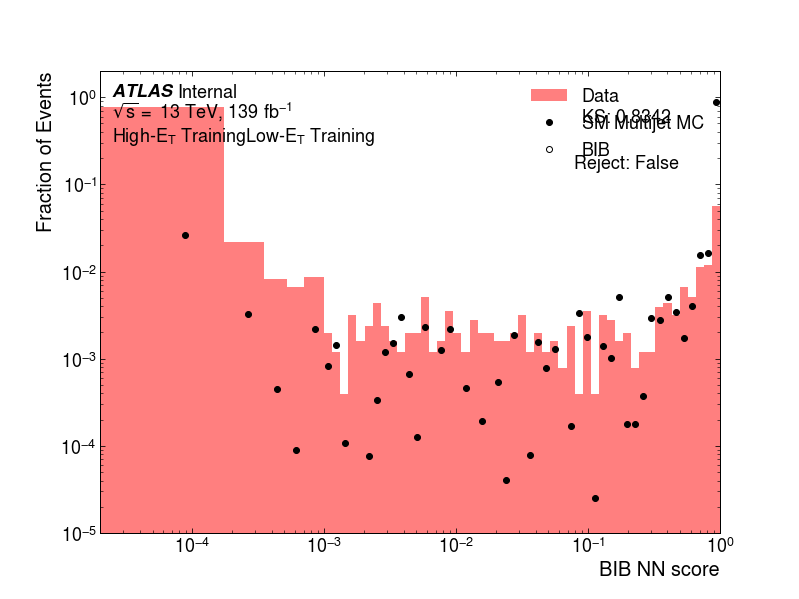 Fraction of Events
ATLAS Internal
√s = 13 TeV, 139 fb⁻¹
High-E_T TrainingLow-E_T Training
Data
KS: 0.8342
SM Multijet MC
BIB
Reject: False
10⁰
10⁻¹
10⁻²
10⁻³
10⁻⁴
10⁻⁵
10⁻⁴
10⁻³
10⁻²
10⁻¹
10⁰
BIB NN score